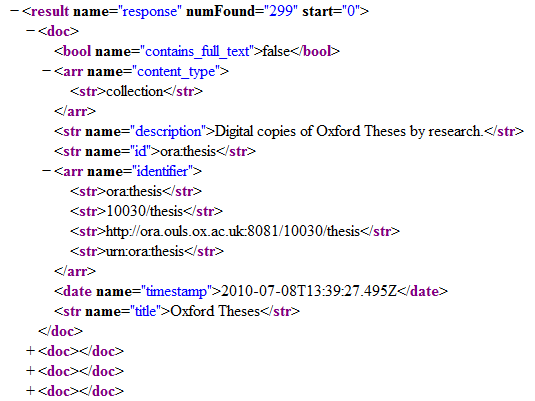 − <result name="response" numFound="299" start="0">
− <doc>
<bool name="contains_full_text">false</bool>
− <arr name="content_type">
<str>collection</str>
</arr>
<str name="description">Digital copies of Oxford Theses by research.</str>
<str name="id">ora:thesis</str>
− <arr name="identifier">
<str>ora:thesis</str>
<str>10030/thesis</str>
<str>http://ora.ouls.ox.ac.uk:8081/10030/thesis</str>
<str>urn:ora:thesis</str>
</arr>
<date name="timestamp">2010-07-08T13:39:27.495Z</date>
<str name="title">Oxford Theses</str>
</doc>
+ <doc></doc>
+ <doc></doc>
+ <doc></doc>